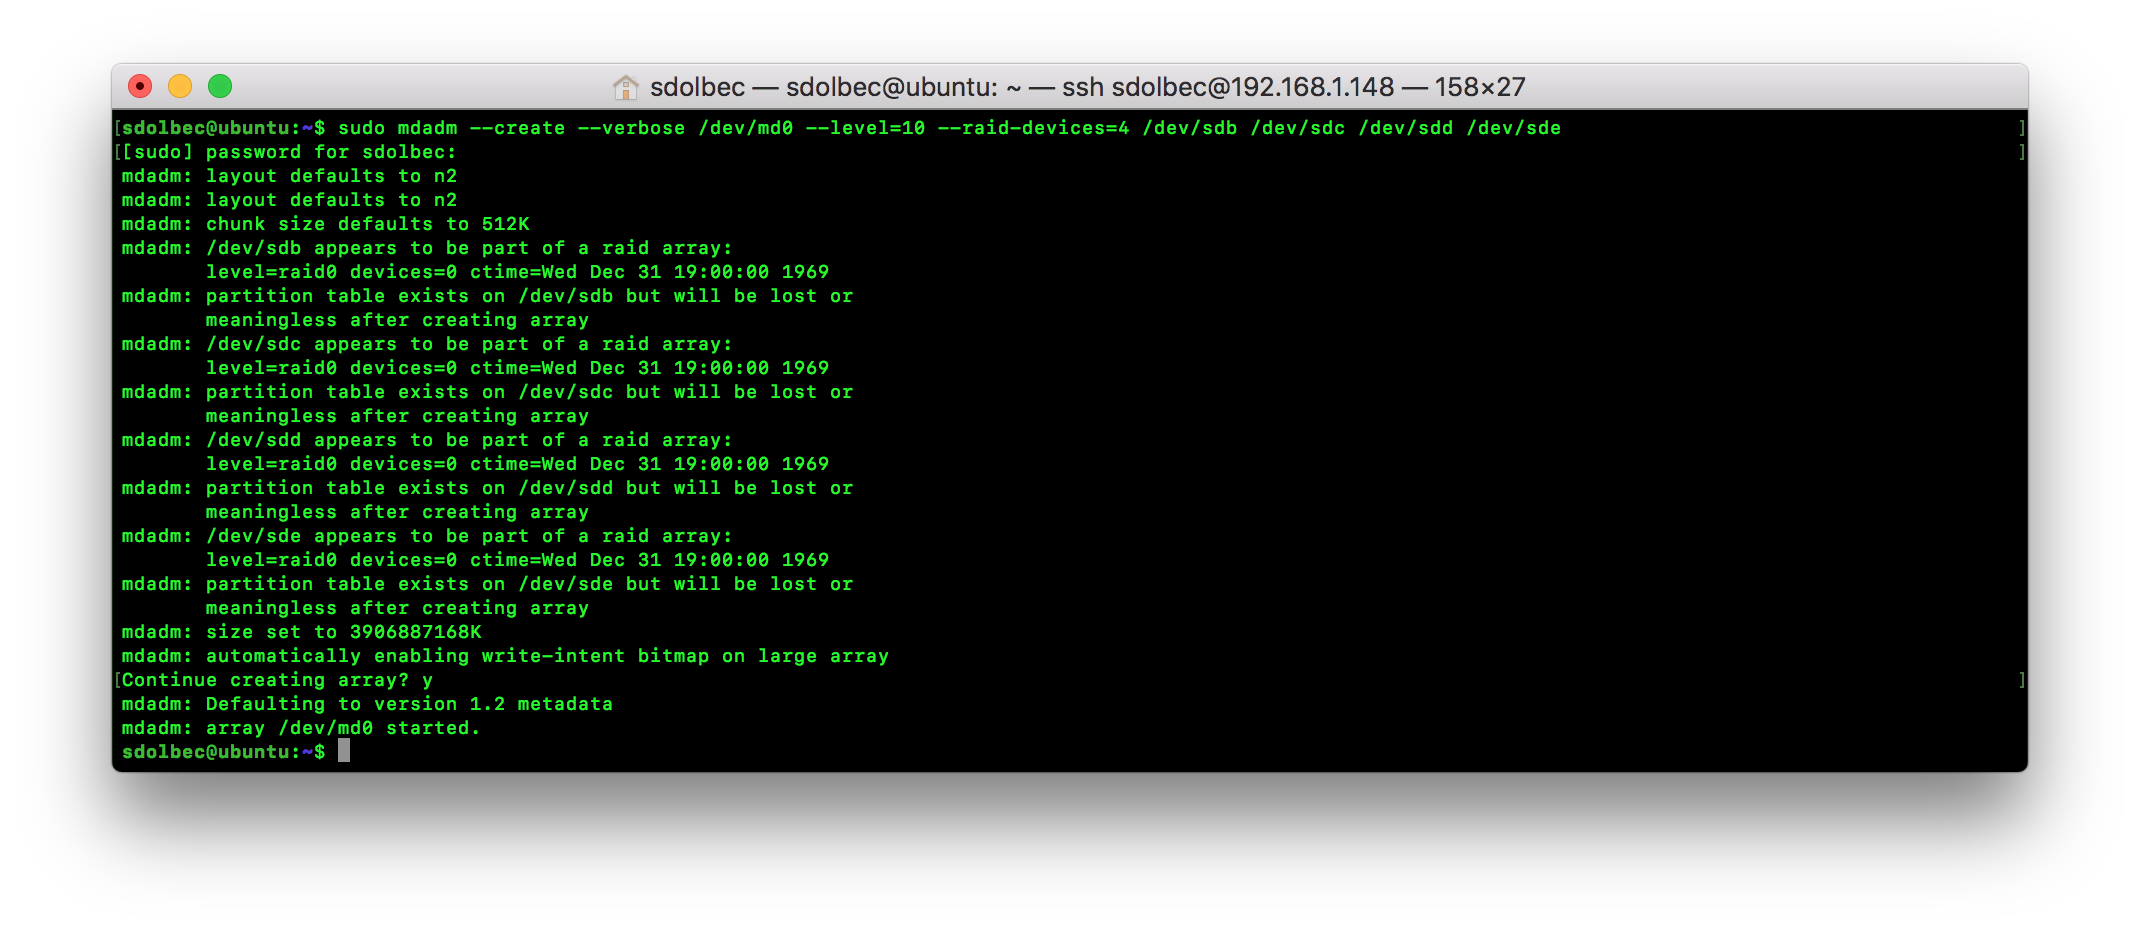 sdolbec — sdolbec@ubuntu: ~ — ssh sdolbec@192.168.1.148 — 158×27
[sdolbec@ubuntu:~$ sudo mdadm --create --verbose /dev/md0 --level=10 --raid-devices=4 /dev/sdb /dev/sdc /dev/sdd /dev/sde ]
[[sudo] password for sdolbec: ]
mdadm: layout defaults to n2
mdadm: layout defaults to n2
mdadm: chunk size defaults to 512K
mdadm: /dev/sdb appears to be part of a raid array:
level=raid0 devices=0 ctime=Wed Dec 31 19:00:00 1969
mdadm: partition table exists on /dev/sdb but will be lost or
meaningless after creating array
mdadm: /dev/sdc appears to be part of a raid array:
level=raid0 devices=0 ctime=Wed Dec 31 19:00:00 1969
mdadm: partition table exists on /dev/sdc but will be lost or
meaningless after creating array
mdadm: /dev/sdd appears to be part of a raid array:
level=raid0 devices=0 ctime=Wed Dec 31 19:00:00 1969
mdadm: partition table exists on /dev/sdd but will be lost or
meaningless after creating array
mdadm: /dev/sde appears to be part of a raid array:
level=raid0 devices=0 ctime=Wed Dec 31 19:00:00 1969
mdadm: partition table exists on /dev/sde but will be lost or
meaningless after creating array
mdadm: size set to 3906887168K
mdadm: automatically enabling write-intent bitmap on large array
[Continue creating array? y ]
mdadm: Defaulting to version 1.2 metadata
mdadm: array /dev/md0 started.
sdolbec@ubuntu:~$